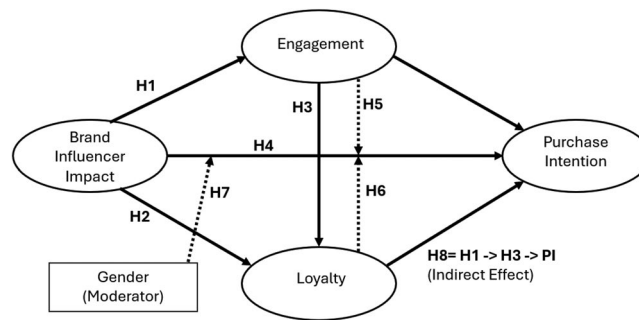 Engagement
H1
H3
H5
Brand
Influencer
Impact
H4
Purchase
Intention
H7
H6
H2
Gender
(Moderator)
Loyalty
H8= H1 -> H3 -> PI
(Indirect Effect)